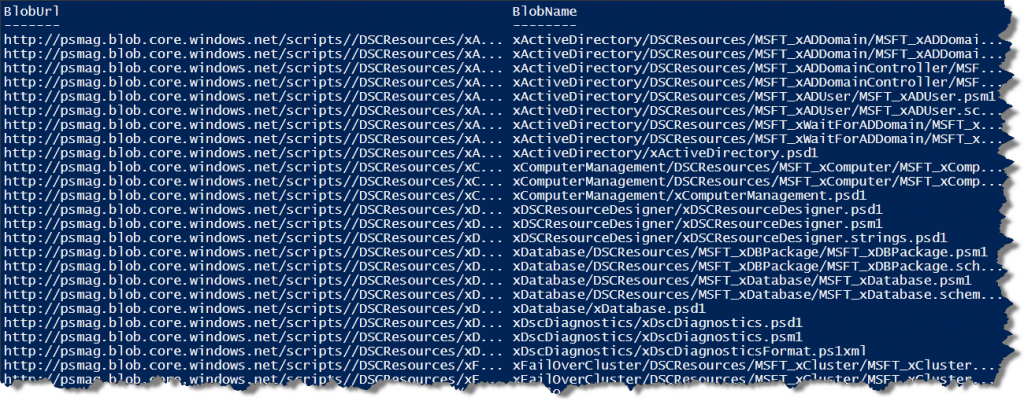 BlobUrl BlobName
------- --------
http://psmag.blob.core.windows.net/scripts//DSCResources/xA... xActiveDirectory/DSCResources/MSFT_xADDomain/MSFT_xADDomai...
http://psmag.blob.core.windows.net/scripts//DSCResources/xA... xActiveDirectory/DSCResources/MSFT_xADDomain/MSFT_xADDomai...
http://psmag.blob.core.windows.net/scripts//DSCResources/xA... xActiveDirectory/DSCResources/MSFT_xADDomainController/MSF...
http://psmag.blob.core.windows.net/scripts//DSCResources/xA... xActiveDirectory/DSCResources/MSFT_xADDomainController/MSF...
http://psmag.blob.core.windows.net/scripts//DSCResources/xA... xActiveDirectory/DSCResources/MSFT_xADUser/MSFT_xADUser.psm1
http://psmag.blob.core.windows.net/scripts//DSCResources/xA... xActiveDirectory/DSCResources/MSFT_xADUser/MSFT_xADUser.sc...
http://psmag.blob.core.windows.net/scripts//DSCResources/xA... xActiveDirectory/DSCResources/MSFT_xWaitForADDomain/MSFT_x...
http://psmag.blob.core.windows.net/scripts//DSCResources/xA... xActiveDirectory/DSCResources/MSFT_xWaitForADDomain/MSFT_x...
http://psmag.blob.core.windows.net/scripts//DSCResources/xA... xActiveDirectory/xActiveDirectory.psd1
http://psmag.blob.core.windows.net/scripts//DSCResources/xC... xComputerManagement/DSCResources/MSFT_xComputer/MSFT_xComp...
http://psmag.blob.core.windows.net/scripts//DSCResources/xC... xComputerManagement/DSCResources/MSFT_xComputer/MSFT_xComp...
http://psmag.blob.core.windows.net/scripts//DSCResources/xC... xComputerManagement/xComputerManagement.psd1
http://psmag.blob.core.windows.net/scripts//DSCResources/xD... xDSCResourceDesigner/xDSCResourceDesigner.psd1
http://psmag.blob.core.windows.net/scripts//DSCResources/xD... xDSCResourceDesigner/xDSCResourceDesigner.psm1
http://psmag.blob.core.windows.net/scripts//DSCResources/xD... xDSCResourceDesigner/xDSCResourceDesigner.strings.psd1
http://psmag.blob.core.windows.net/scripts//DSCResources/xD... xDatabase/DSCResources/MSFT_xDBPackage/MSFT_xDBPackage.psm1
http://psmag.blob.core.windows.net/scripts//DSCResources/xD... xDatabase/DSCResources/MSFT_xDBPackage/MSFT_xDBPackage.sch...
http://psmag.blob.core.windows.net/scripts//DSCResources/xD... xDatabase/DSCResources/MSFT_xDatabase/MSFT_xDatabase.psm1
http://psmag.blob.core.windows.net/scripts//DSCResources/xD... xDatabase/DSCResources/MSFT_xDatabase/MSFT_xDatabase.schem...
http://psmag.blob.core.windows.net/scripts//DSCResources/xD... xDatabase/xDatabase.psd1
http://psmag.blob.core.windows.net/scripts//DSCResources/xD... xDscDiagnostics/xDscDiagnostics.psd1
http://psmag.blob.core.windows.net/scripts//DSCResources/xD... xDscDiagnostics/xDscDiagnostics.psm1
http://psmag.blob.core.windows.net/scripts//DSCResources/xD... xDscDiagnostics/xDscDiagnosticsFormat.ps1xml
http://psmag.blob.core.windows.net/scripts//DSCResources/xF... xFailOverCluster/DSCResources/MSFT_xCluster/MSFT_xCluster...
http://psmag.blob.core.windows.net/scripts//DSCResources/xF... xFailOverCluster/DSCResources/MSFT_xCluster/MSFT_xCluster...